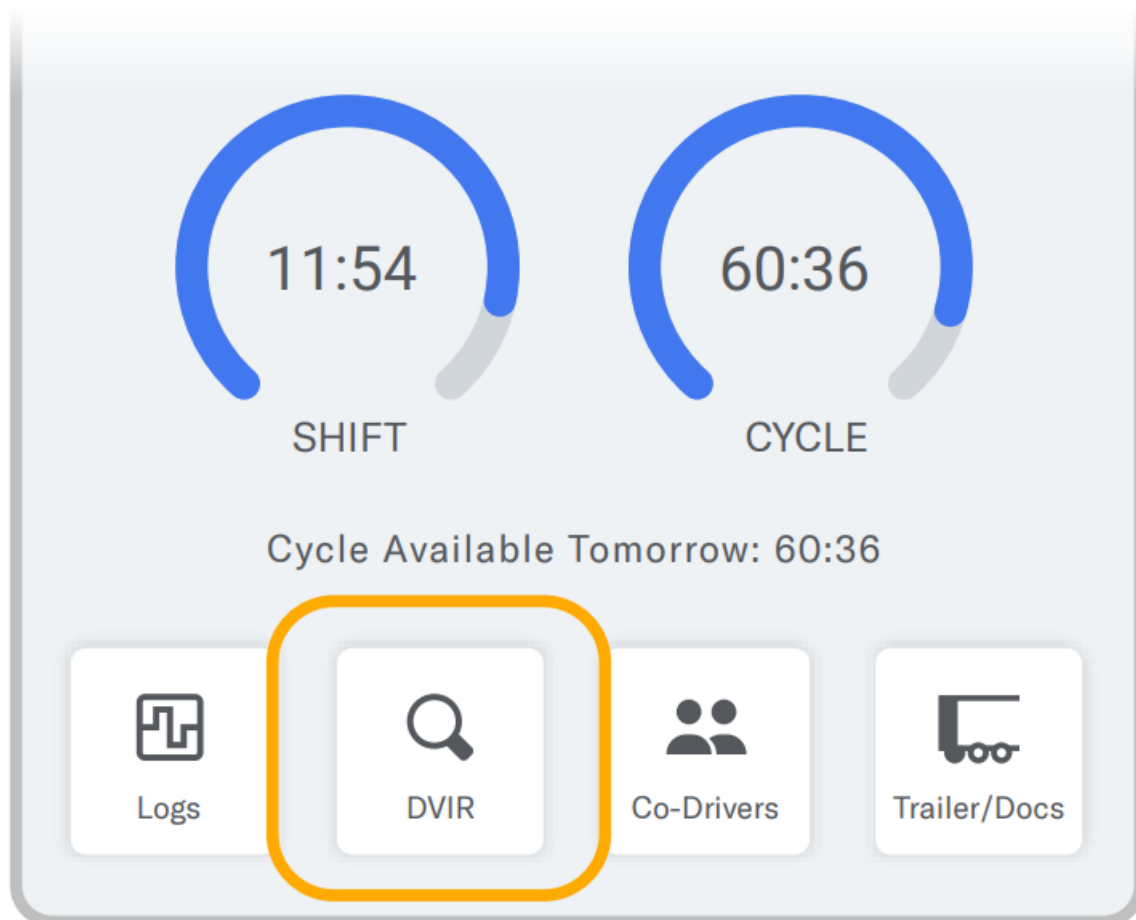 11:54
60:36
SHIFT
CYCLE
Cycle Available Tomorrow: 60:36
Logs
DVIR
Co-Drivers
Trailer/Docs